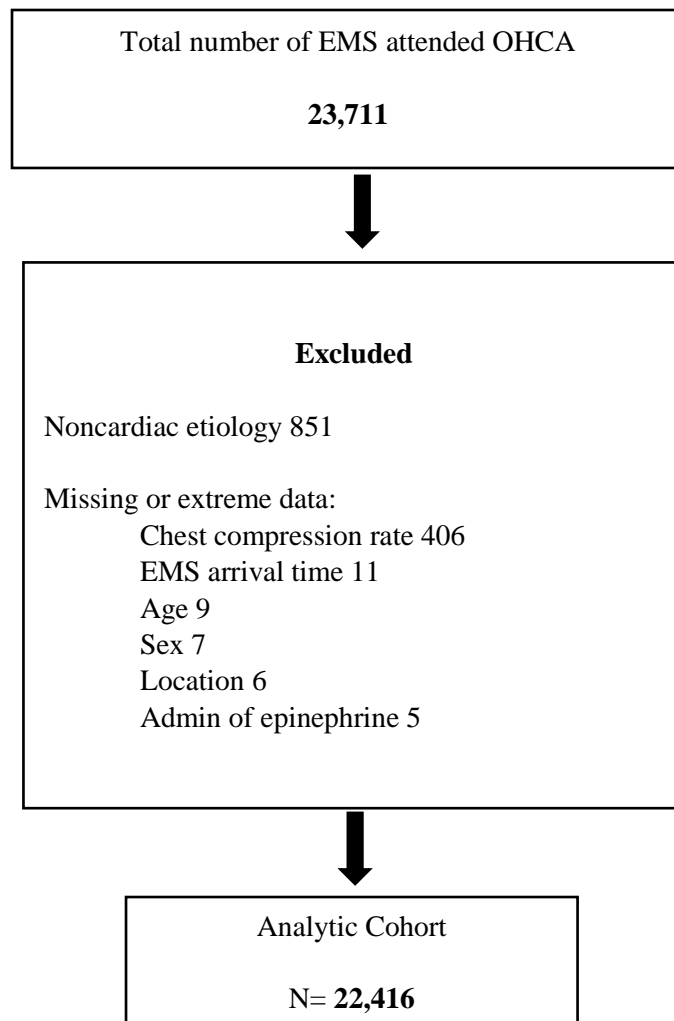 Total number of EMS attended OHCA
23,711
Excluded
Noncardiac etiology 851
Missing or extreme data:
Chest compression rate 406
EMS arrival time 11
Age 9
Sex 7
Location 6
Admin of epinephrine 5
Analytic Cohort
N= 22,416